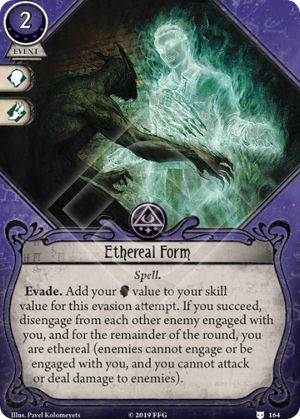 2
EVENT
Ethereal Form
Spell.
Evade. Add your value to your skill
value for this evasion attempt. If you succeed,
disengage from each other enemy engaged with
you, and for the remainder of the round, you
are ethereal (enemies cannot engage or be
engaged with you, and you cannot attack
or deal damage to enemies).
Illus. Pavel Kolomeyets © 2019 FFG 164